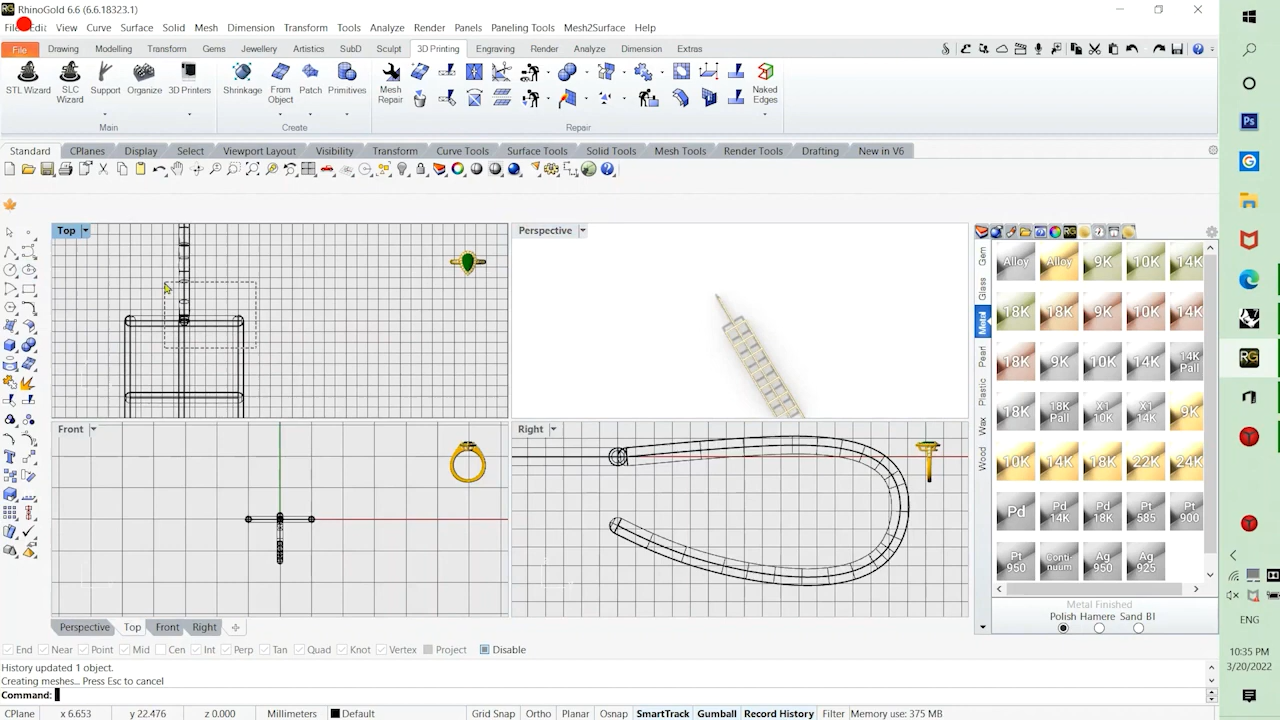 RG RhinoGold 6.6 (6.6.18323.1)
File Edit View Curve Surface Solid Mesh Dimension Transform Tools Analyze Render Panels Paneling Tools Mesh2Surface Help
File Drawing Modelling Transform Gems Jewellery Artistics SubD Sculpt 3D Printing Engraving Render Analyze Dimension Extras
STL Wizard SLC Wizard Support Organize 3D Printers Shrinkage From Object Patch Primitives Mesh Repair Naked Edges
Main Create Repair
Standard CPlanes Display Select Viewport Layout Visibility Transform Curve Tools Surface Tools Solid Tools Mesh Tools Render Tools Drafting New in V6
Top Perspective
Front Right
Gem
Glass
Metal
Pearl
Plastic
Wax
Wood
Alloy Alloy 9K 10K 14K
18K 18K 9K 10K 14K
18K 9K 10K 14K 14K Pall
18K 18K Pall X1 10K X1 14K 9K
10K 14K 18K 22K 24K
Pd Pd 14K Pd 18K Pt 585 Pt 900
Pt 950 Conti nuum Ag 950 Ag 925
Metal Finished
Polish Hamere Sand Bl
Perspective Top Front Right
End Near Point Mid Cen Int Perp Tan Quad Knot Vertex Project Disable
History updated 1 object.
Creating meshes... Press Esc to cancel
Command:
CPlane x 6.653 y 22.476 z 0.000 Millimeters Default Grid Snap Ortho Planar Osnap SmartTrack Gumball Record History Filter Memory use: 375 MB
Ps
RG
ENG
10:35 PM
3/20/2022